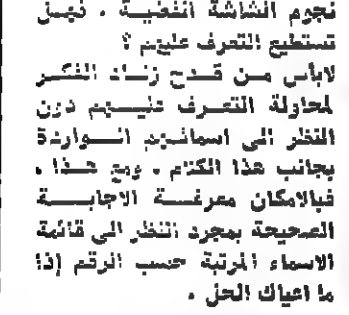 نجوم الشاشة الفضية . فهل
تستطيع التعرف عليهم ؟
لابأس من قدح زناد الفكر
لمحاولة التعرف عليهم دون
النظر الى اسمائهم الواردة
بجانب هذا الكلام . ومع هذا .
فبالامكان معرفة الاجابة
الصحيحة بمجرد النظر الى قائمة
الاسماء المرتبة حسب الرقم إذا
ما اعياك الحل .